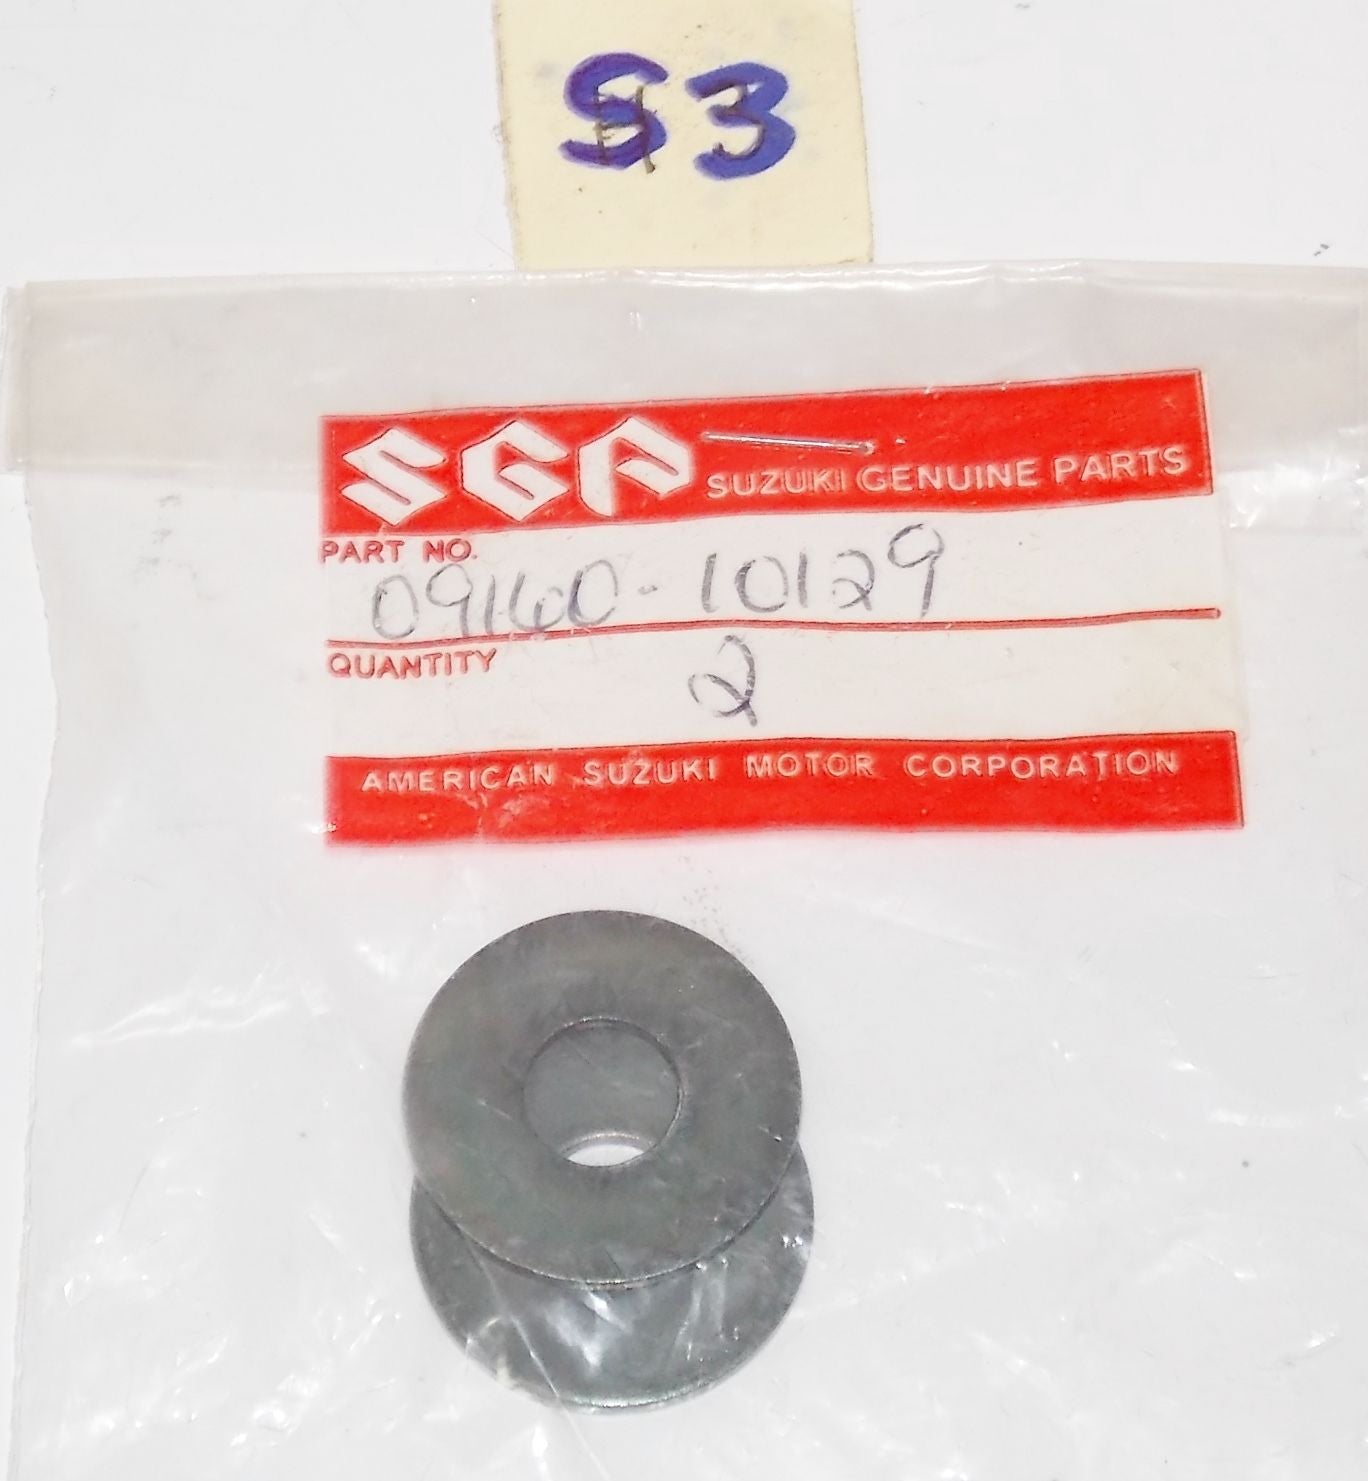 S3
SGP SUZUKI GENUINE PARTS
PART NO.
09160-10129
QUANTITY
2
AMERICAN SUZUKI MOTOR CORPORATION